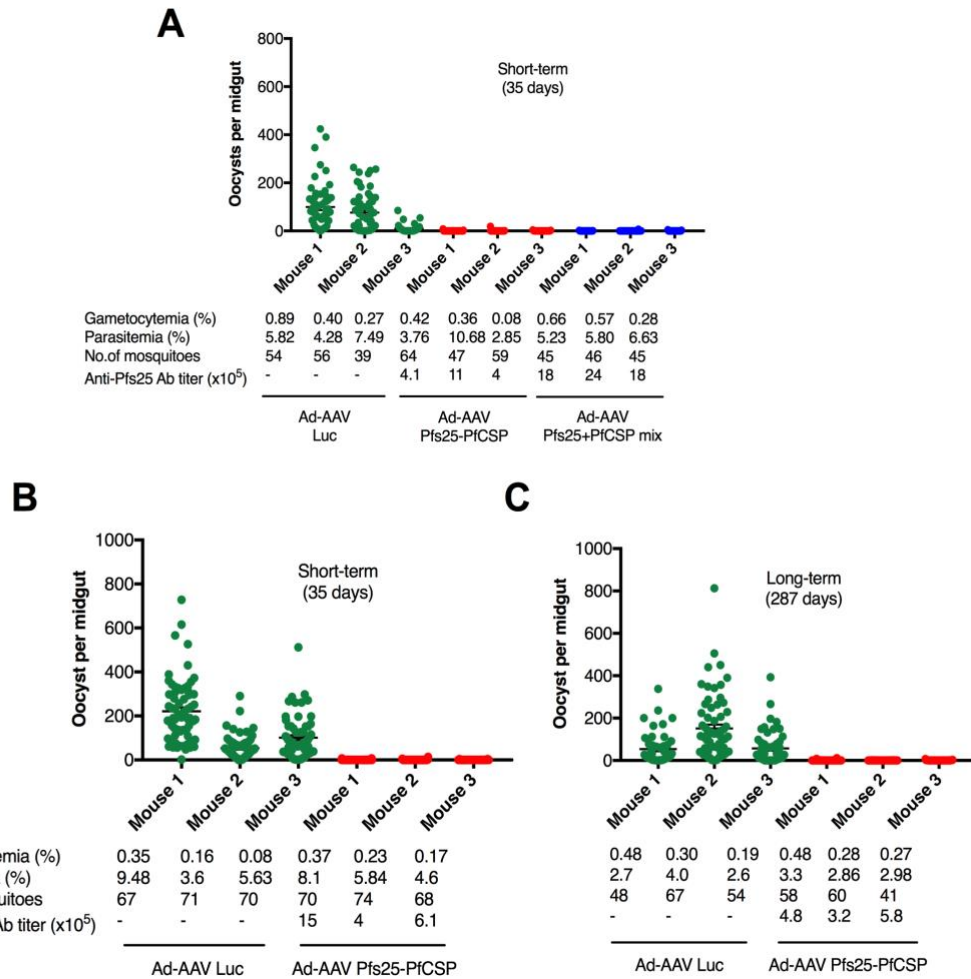 A
800
600
400
200
0
Oocysts per midgut
Short-term
(35 days)
Mouse 1 Mouse 2 Mouse 3 Mouse 1 Mouse 2 Mouse 3 Mouse 1 Mouse 2 Mouse 3
Gametocytemia (%) 0.89 0.40 0.27 0.42 0.36 0.08 0.66 0.57 0.28
Parasitemia (%) 5.82 4.28 7.49 3.76 10.68 2.85 5.23 5.80 6.63
No.of mosquitoes 54 56 39 64 47 59 45 46 45
Anti-Pfs25 Ab titer (x10⁵) - - - 4.1 11 4 18 24 18
Ad-AAV Ad-AAV Ad-AAV
Luc Pfs25-PfCSP Pfs25+PfCSP mix
B
1000
800
600
400
200
0
Oocyst per midgut
Short-term
(35 days)
Mouse 1 Mouse 2 Mouse 3 Mouse 1 Mouse 2 Mouse 3
emia (%) 0.35 0.16 0.08 0.37 0.23 0.17
(%) 9.48 3.6 5.63 8.1 5.84 4.6
uitoes 67 71 70 70 74 68
Ab titer (x10⁵) - - - 15 4 6.1
Ad-AAV Luc Ad-AAV Pfs25-PfCSP
C
1000
800
600
400
200
0
Oocyst per midgut
Long-term
(287 days)
Mouse 1 Mouse 2 Mouse 3 Mouse 1 Mouse 2 Mouse 3
0.48 0.30 0.19 0.48 0.28 0.27
2.7 4.0 2.6 3.3 2.86 2.98
48 67 54 58 60 41
- - - 4.8 3.2 5.8
Ad-AAV Luc Ad-AAV Pfs25-PfCSP